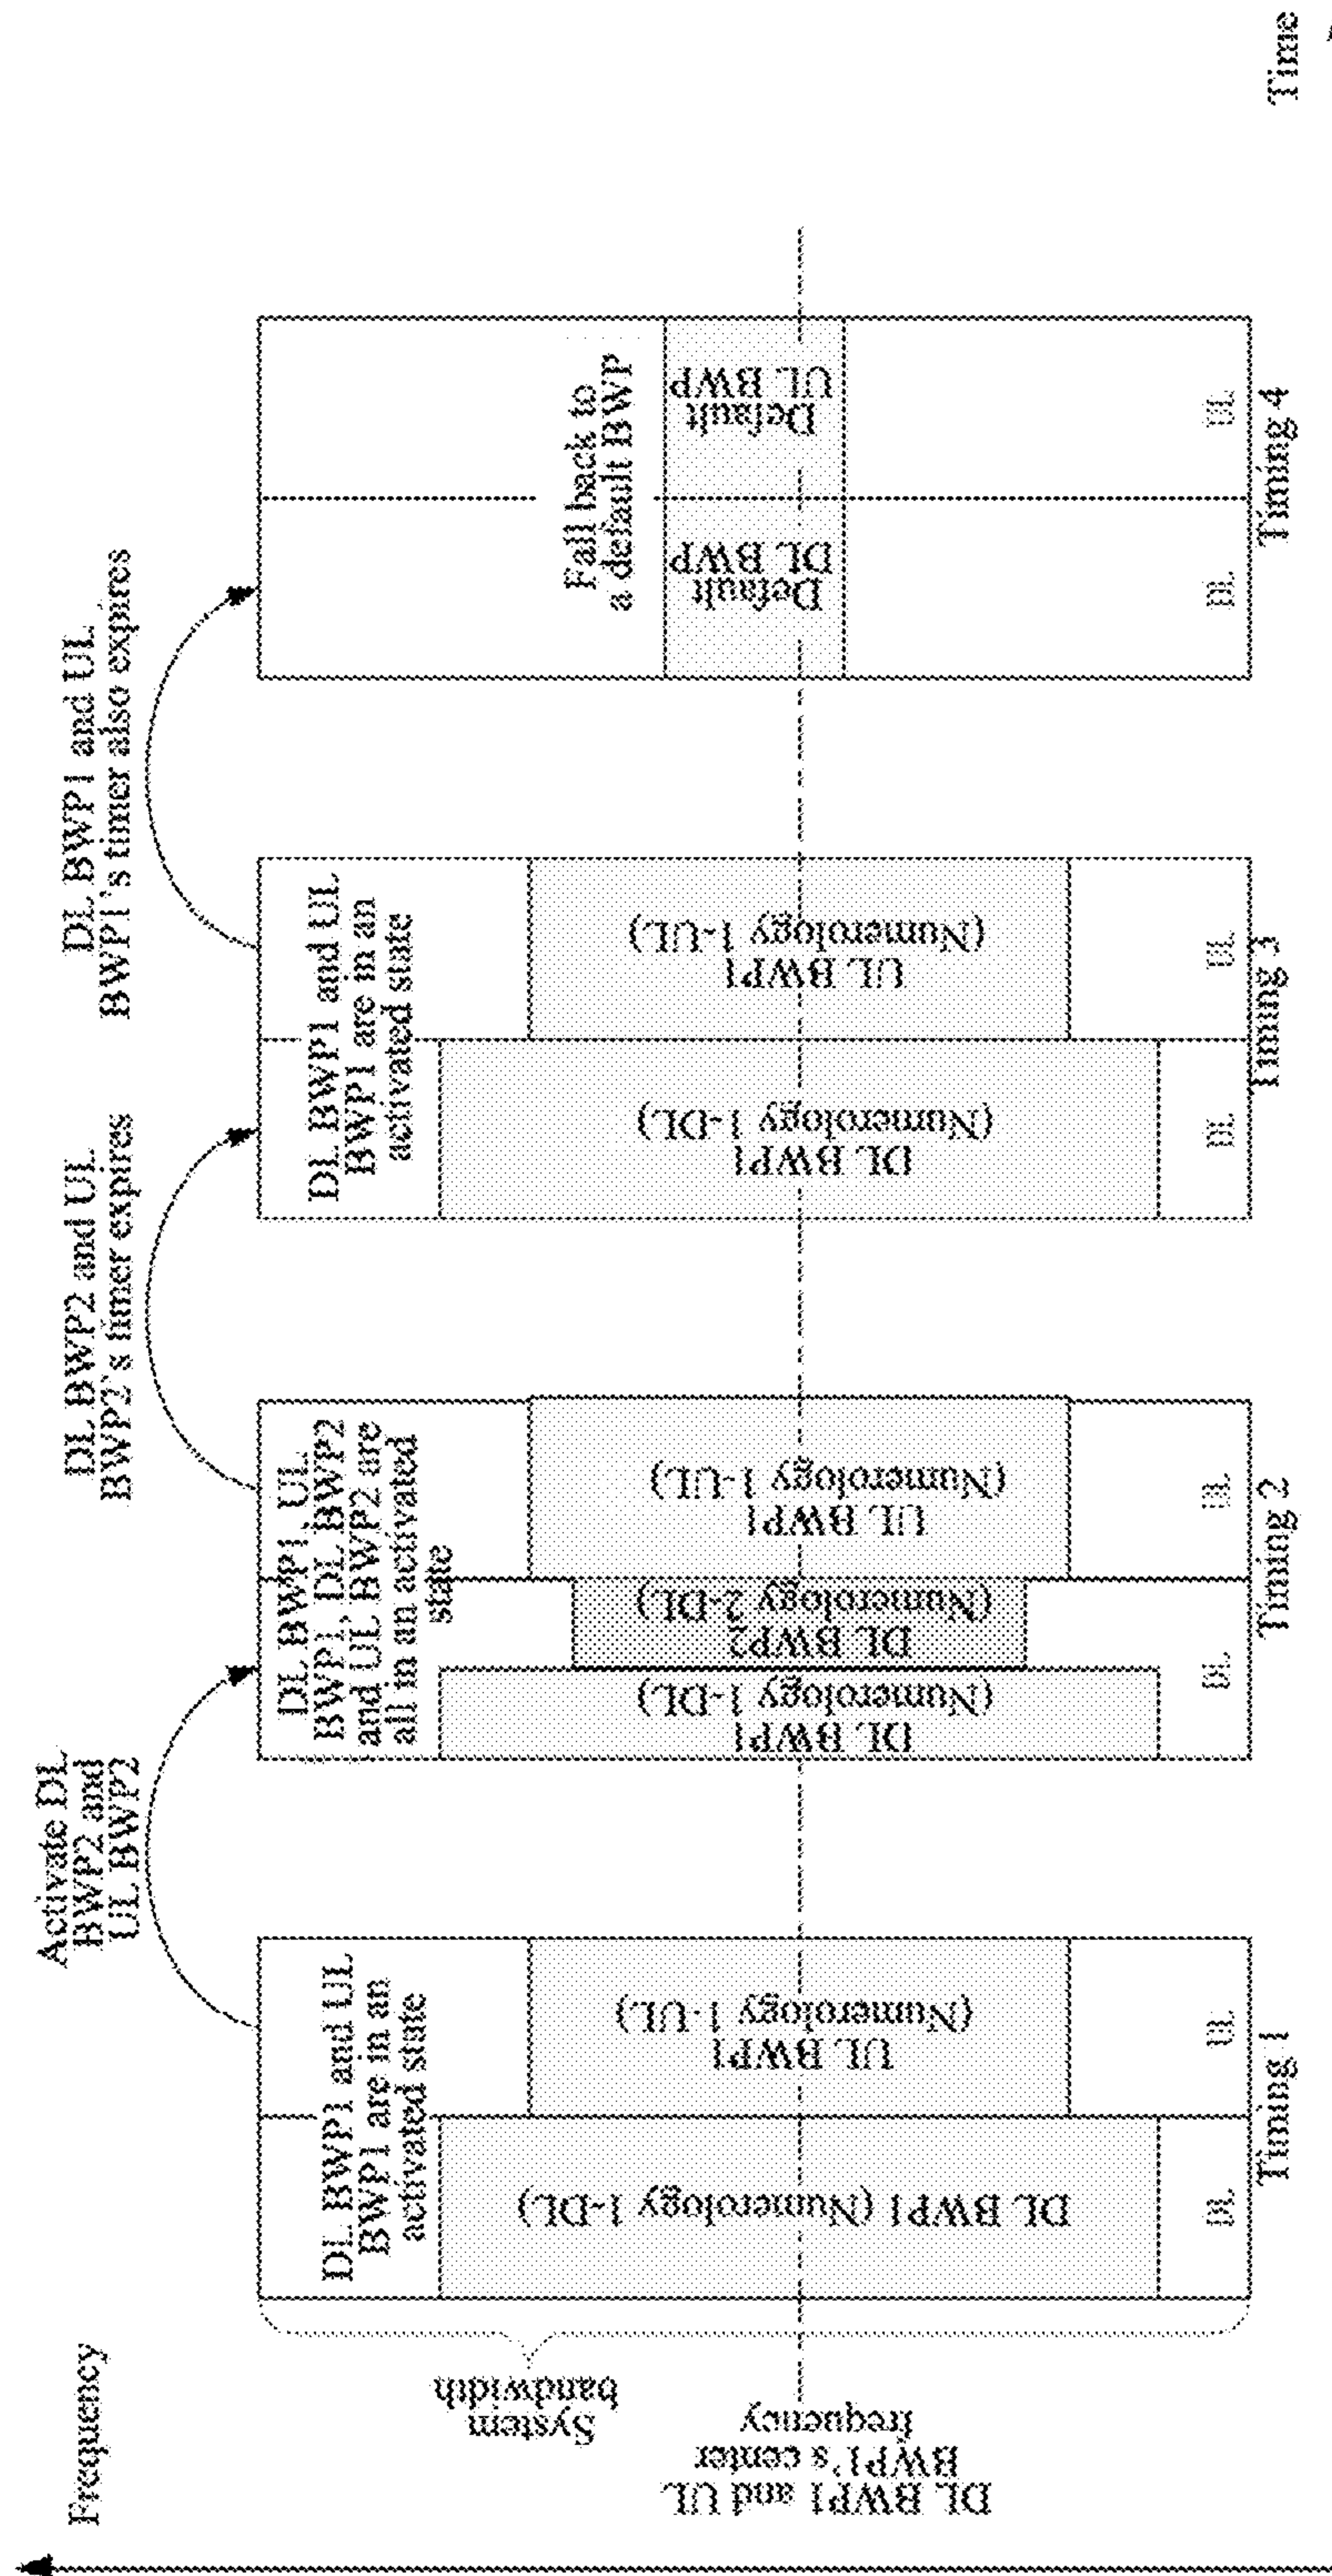 Frequency
System
bandwidth
DL BWP1 and UL
BWP1's center
frequency
DL BWP1 and UL
BWP1 are in an
activated state
DL BWP1 (Numerology 1-DL)
UL BWP1
(Numerology 1-UL)
DL
UL
Timing 1
Activate DL
BWP2 and
UL BWP2
DL BWP1, UL
BWP1, DL BWP2
and UL BWP2 are
all in an activated
state
DL BWP1
(Numerology 1-DL)
DL BWP2
(Numerology 2-DL)
UL BWP1
(Numerology 1-UL)
DL
Timing 2
DL BWP2 and UL
BWP2's timer expires
DL BWP1 and UL
BWP1 are in an
activated state
DL BWP1
(Numerology 1-DL)
UL BWP1
(Numerology 1-UL)
DL
UL
Timing 3
DL BWP1 and UL
BWP1's timer also expires
Fall back to
a default BWP
Default
DL BWP
Default
UL BWP
DL
UL
Timing 4
Time